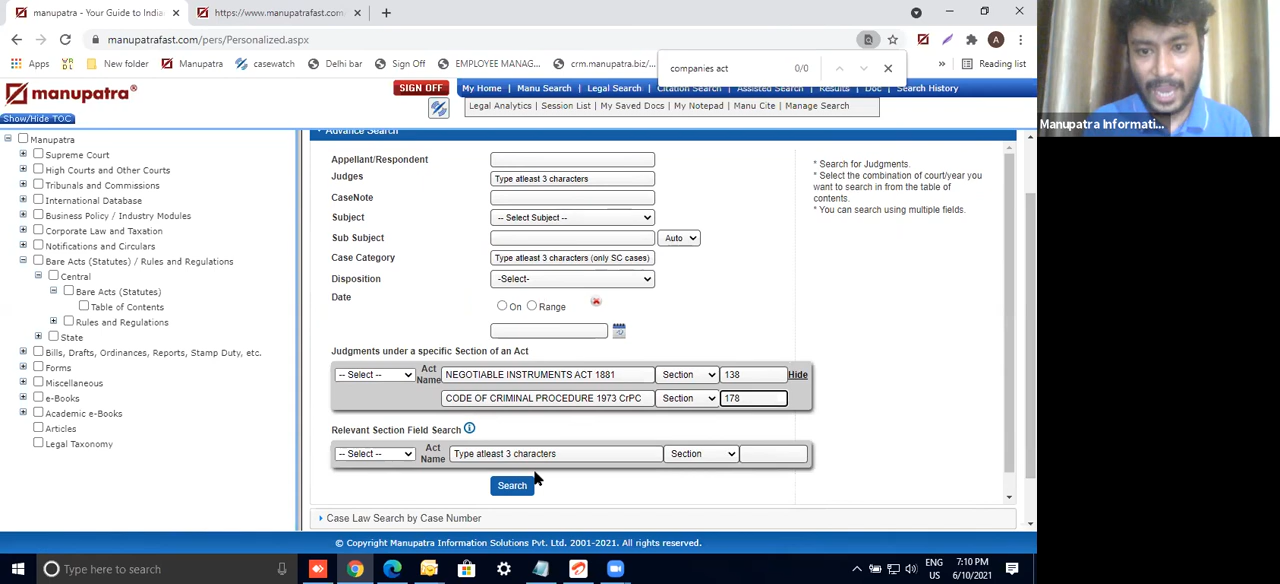 manupatra - Your Guide to India
https://www.manupatrafast.com/
manupatrafast.com/pers/Personalized.aspx
Apps
New folder
Manupatra
casewatch
Delhi bar
Sign Off
EMPLOYEE MANAG...
crm.manupatra.biz/...
Reading list
companies act
0/0
manupatra®
SIGN OFF
My Home
Manu Search
Legal Search
Citation Search
Assisted Search
Results
Doc
Search History
Legal Analytics | Session List | My Saved Docs | My Notepad | Manu Cite | Manage Search
Manupatra Informati...
Show/Hide TOC
Manupatra
Supreme Court
High Courts and Other Courts
Tribunals and Commissions
International Database
Business Policy / Industry Modules
Corporate Law and Taxation
Notifications and Circulars
Bare Acts (Statutes) / Rules and Regulations
Central
Bare Acts (Statutes)
Table of Contents
Rules and Regulations
State
Bills, Drafts, Ordinances, Reports, Stamp Duty, etc.
Forms
Miscellaneous
e-Books
Academic e-Books
Articles
Legal Taxonomy
Advance Search
Appellant/Respondent
Judges
Type atleast 3 characters
CaseNote
Subject
-- Select Subject --
Sub Subject
Auto
Case Category
Type atleast 3 characters (only SC cases)
Disposition
-Select-
Date
On
Range
Judgments under a specific Section of an Act
-- Select --
Act Name
NEGOTIABLE INSTRUMENTS ACT 1881
Section
138
Hide
CODE OF CRIMINAL PROCEDURE 1973 CrPC
Section
178
Relevant Section Field Search
-- Select --
Act Name
Type atleast 3 characters
Section
Search
* Search for Judgments.
* Select the combination of court/year you
want to search in from the table of
contents.
* You can search using multiple fields.
Case Law Search by Case Number
© Copyright Manupatra Information Solutions Pvt. Ltd. 2001-2021. All rights reserved.
Type here to search
ENG
US
7:10 PM
6/10/2021